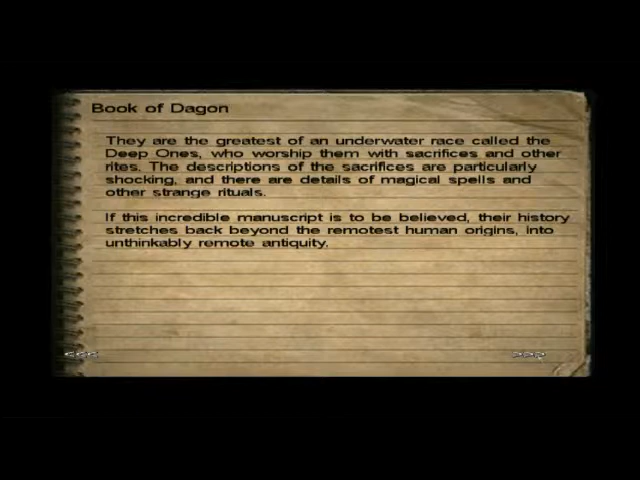 Book of Dagon
They are the greatest of an underwater race called the
Deep Ones, who worship them with sacrifices and other
rites. The descriptions of the sacrifices are particularly
shocking, and there are details of magical spells and
other strange rituals.
If this incredible manuscript is to be believed, their history
stretches back beyond the remotest human origins, into
unthinkably remote antiquity.
<<<
>>>